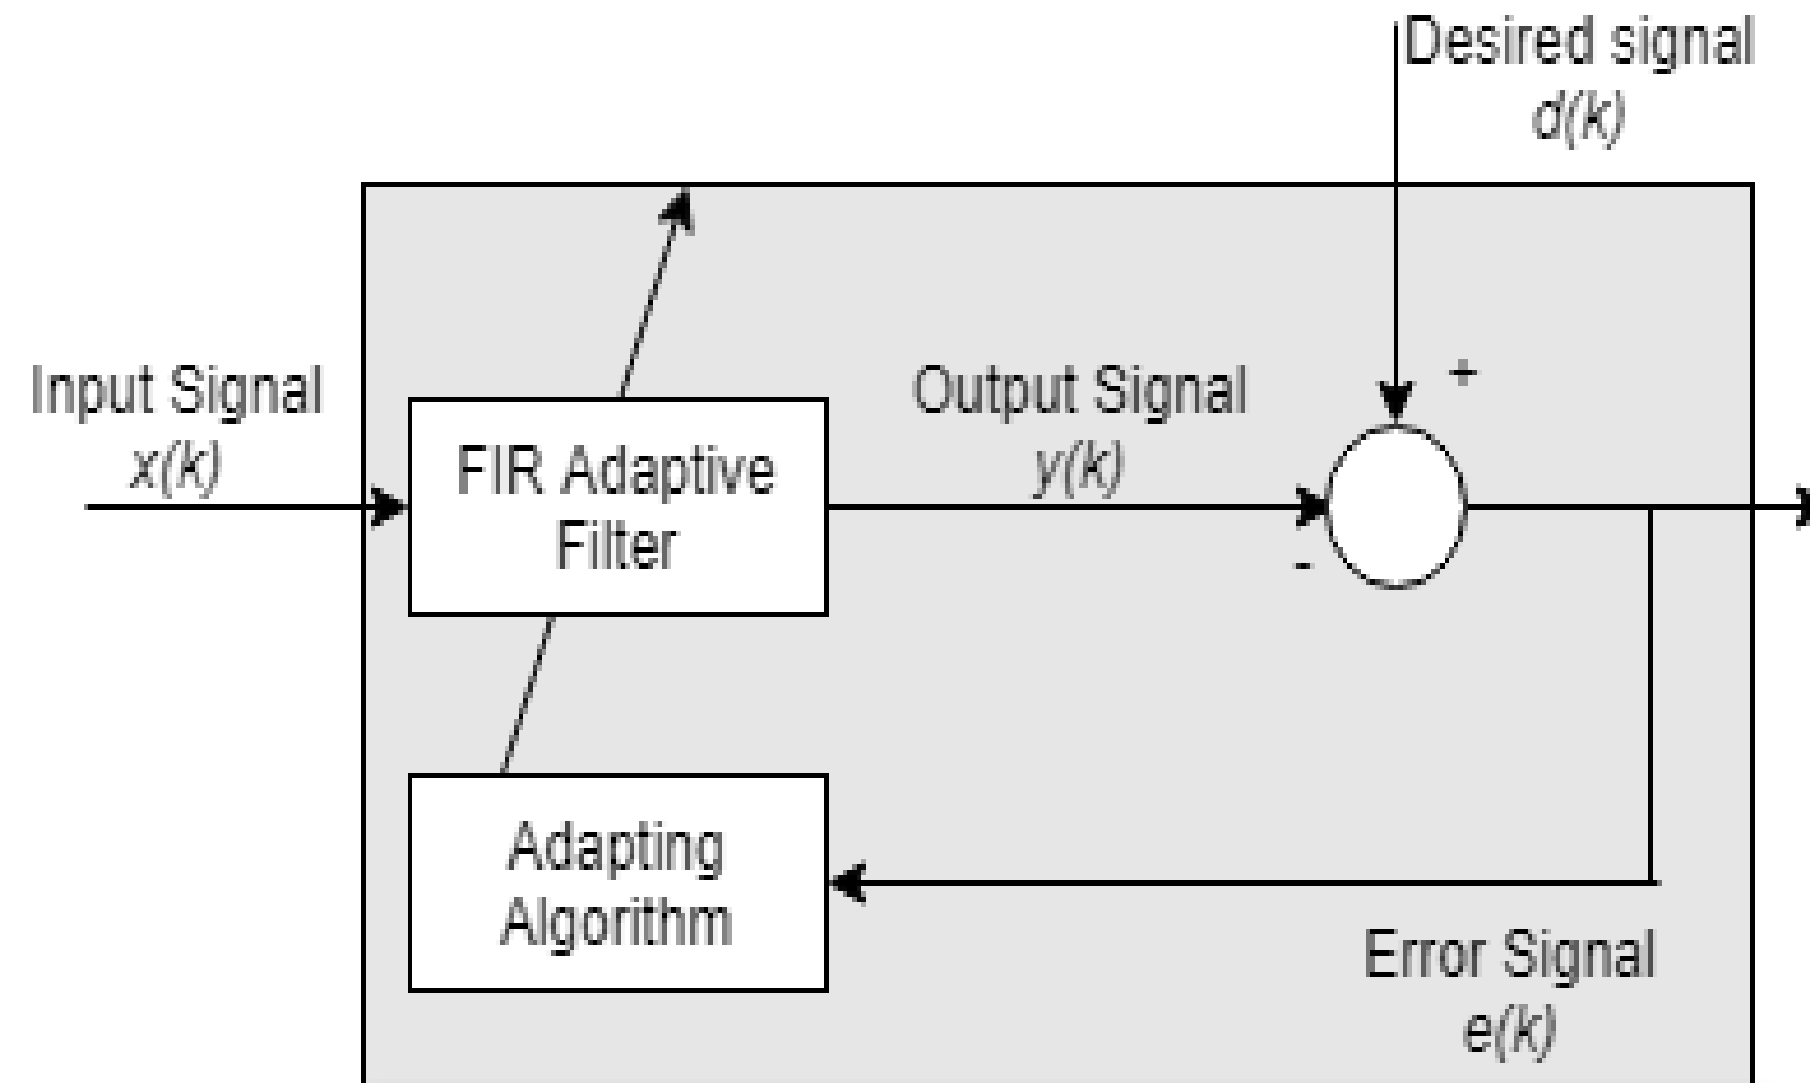 Desired signal
d(k)
Input Signal
x(k)
FIR Adaptive
Filter
Output Signal
y(k)
+
-
Adapting
Algorithm
Error Signal
e(k)